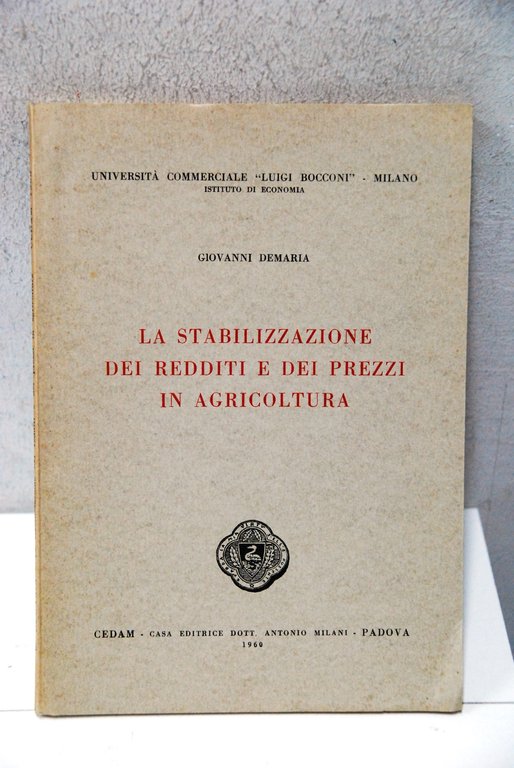 UNIVERSITÀ COMMERCIALE "LUIGI BOCCONI" - MILANO
ISTITUTO DI ECONOMIA
GIOVANNI DEMARIA
LA STABILIZZAZIONE
DEI REDDITI E DEI PREZZI
IN AGRICOLTURA
CEDAM - CASA EDITRICE DOTT. ANTONIO MILANI - PADOVA
1960